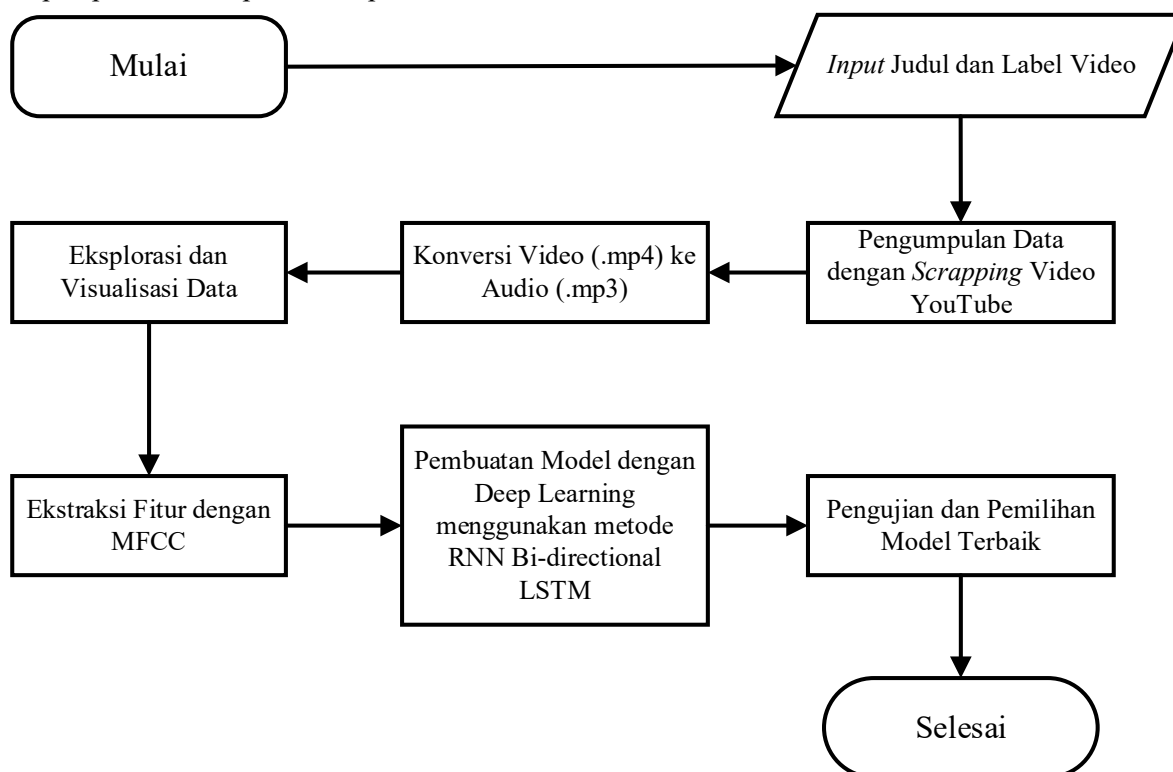 Mulai
Input Judul dan Label Video
Pengumpulan Data
dengan Scrapping Video
YouTube
Konversi Video (.mp4) ke
Audio (.mp3)
Eksplorasi dan
Visualisasi Data
Ekstraksi Fitur dengan
MFCC
Pembuatan Model dengan
Deep Learning
menggunakan metode
RNN Bi-directional
LSTM
Pengujian dan Pemilihan
Model Terbaik
Selesai